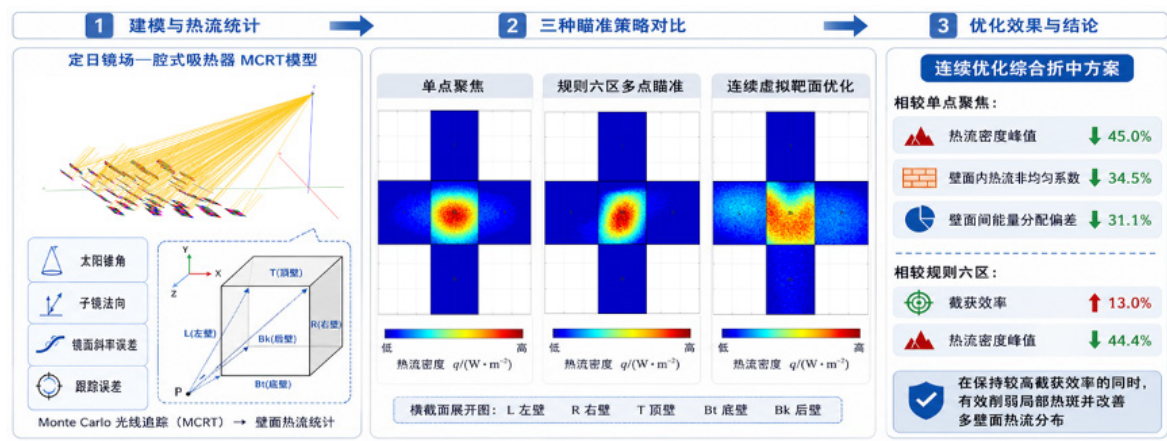 1 建模与热流统计
2 三种瞄准策略对比
3 优化效果与结论
定日镜场—腔式吸热器 MCRT模型
太阳锥角
子镜法向
镜面斜率误差
跟踪误差
Y
X
Z
T(顶壁)
L(左壁)
R(右壁)
Bk(后壁)
Bt(底壁)
P
Monte Carlo 光线追踪（MCRT） → 壁面热流统计
单点聚焦
规则六区多点瞄准
连续虚拟靶面优化
低 高
热流密度 q/(W·m⁻²)
低 高
热流密度 q/(W·m⁻²)
低 高
热流密度 q/(W·m⁻²)
横截面展开图： L 左壁 R 右壁 T 顶壁 Bt 底壁 Bk 后壁
连续优化综合折中方案
相较单点聚焦：
热流密度峰值 ↓ 45.0%
壁面内热流非均匀系数 ↓ 34.5%
壁面间能量分配偏差 ↓ 31.1%
相较规则六区：
截获效率 ↑ 13.0%
热流密度峰值 ↓ 44.4%
在保持较高截获效率的同时，
有效削弱局部热斑并改善
多壁面热流分布